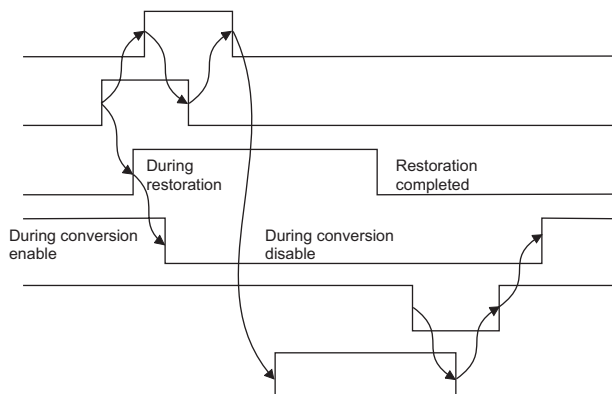 During
restoration
Restoration
completed
During conversion
enable
During conversion
disable